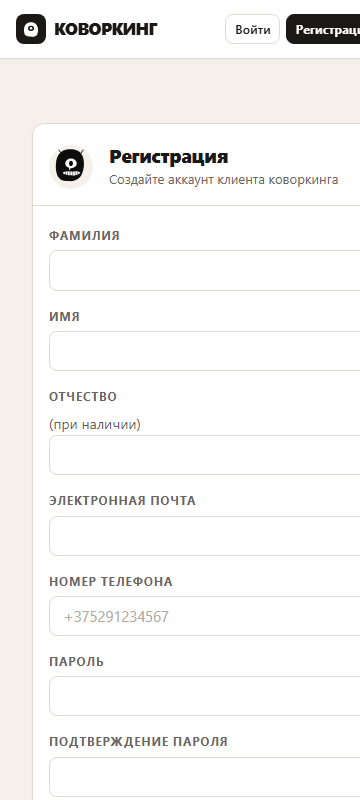 КОВОРКИНГ
Войти
Регистраци
Регистрация
Создайте аккаунт клиента коворкинга
ФАМИЛИЯ
ИМЯ
ОТЧЕСТВО
(при наличии)
ЭЛЕКТРОННАЯ ПОЧТА
НОМЕР ТЕЛЕФОНА
+375291234567
ПАРОЛЬ
ПОДТВЕРЖДЕНИЕ ПАРОЛЯ